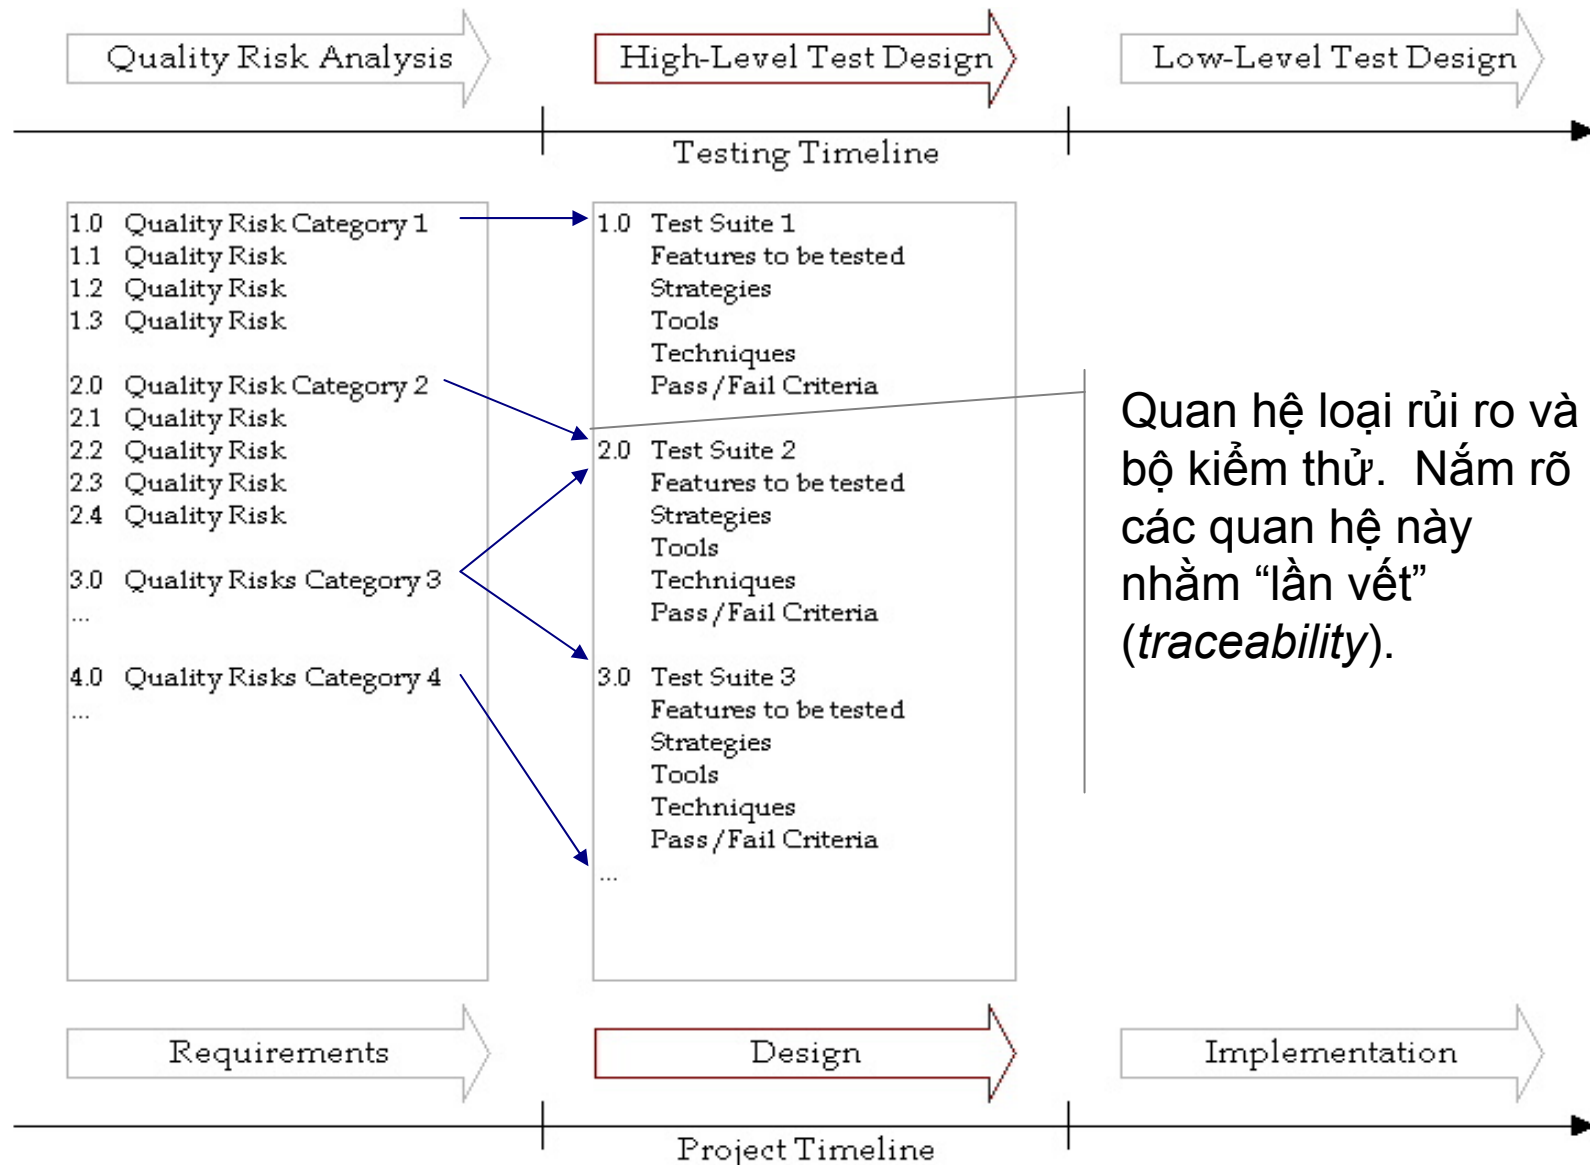 Quality Risk Analysis
High-Level Test Design
Low-Level Test Design
Testing Timeline
1.0 Quality Risk Category 1
1.1 Quality Risk
1.2 Quality Risk
1.3 Quality Risk
2.0 Quality Risk Category 2
2.1 Quality Risk
2.2 Quality Risk
2.3 Quality Risk
2.4 Quality Risk
3.0 Quality Risks Category 3
...
4.0 Quality Risks Category 4
...
1.0 Test Suite 1
Features to be tested
Strategies
Tools
Techniques
Pass/Fail Criteria
2.0 Test Suite 2
Features to be tested
Strategies
Tools
Techniques
Pass/Fail Criteria
3.0 Test Suite 3
Features to be tested
Strategies
Tools
Techniques
Pass/Fail Criteria
...
Quan hệ loại rủi ro và
bộ kiểm thử. Nắm rõ
các quan hệ này
nhằm “lần vết”
(traceability).
Requirements
Design
Implementation
Project Timeline